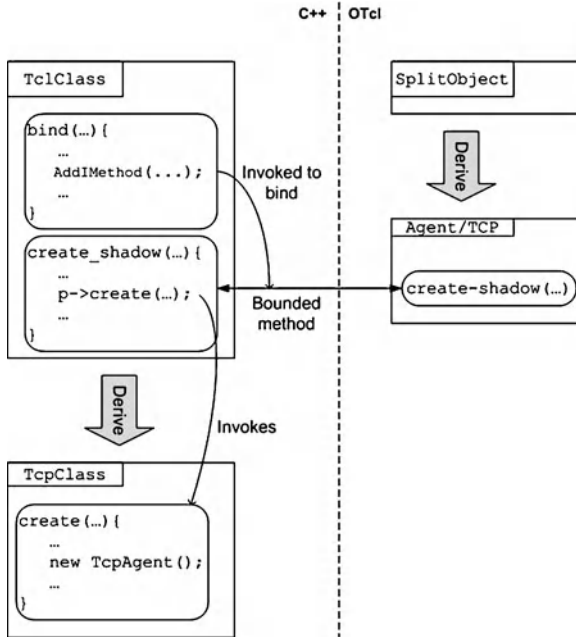 C++ OTcl
TclClass
bind(…){
…
AddIMethod(...);
…
}
create_shadow(…){
…
p->create(…);
…
}
Invoked to
bind
Bounded
method
SplitObject
Derive
Agent/TCP
create-shadow(…)
Derive
Invokes
TcpClass
create(…){
…
new TcpAgent();
…
}